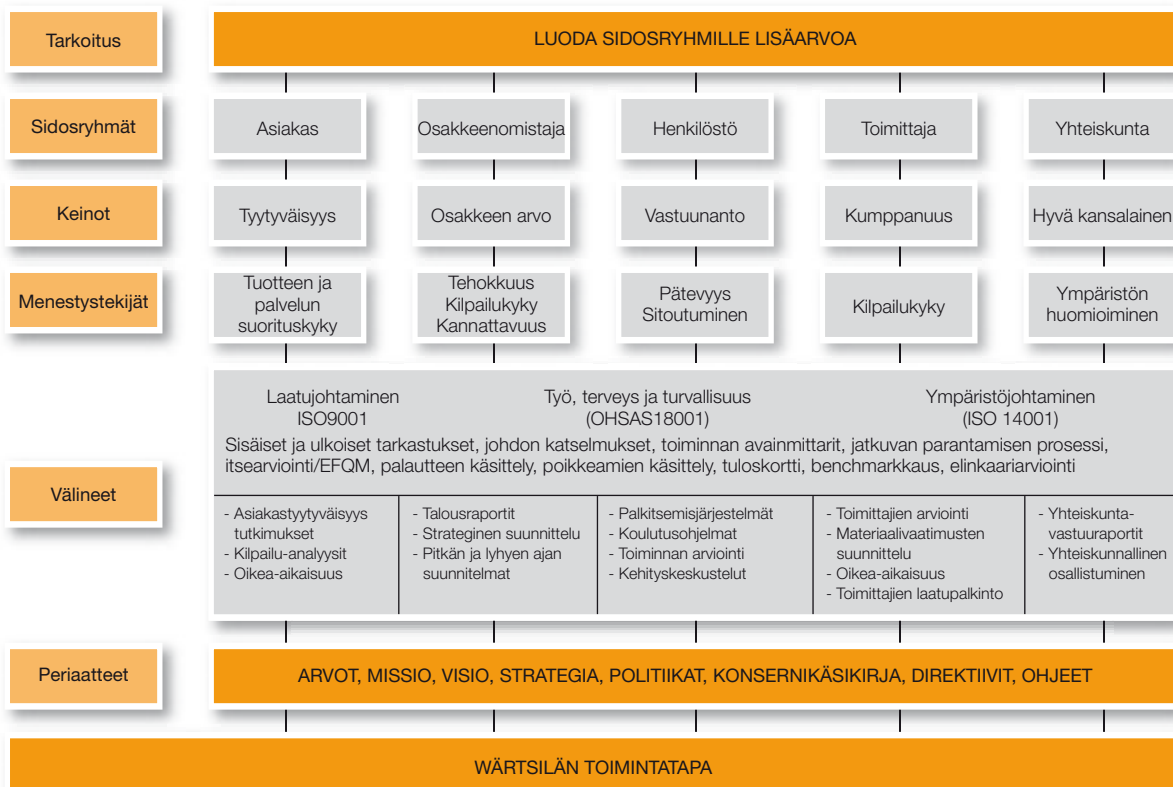 Tarkoitus
LUODA SIDOSRYHMILLE LISÄARVOA
Sidosryhmät
Asiakas
Osakkeenomistaja
Henkilöstö
Toimittaja
Yhteiskunta
Keinot
Tyytyväisyys
Osakkeen arvo
Vastuunanto
Kumppanuus
Hyvä kansalainen
Menestystekijät
Tuotteen ja
palvelun
suorituskyky
Tehokkuus
Kilpailukyky
Kannattavuus
Pätevyys
Sitoutuminen
Kilpailukyky
Ympäristön
huomioiminen
Välineet
Laatujohtaminen
ISO9001
Työ, terveys ja turvallisuus
(OHSAS18001)
Ympäristöjohtaminen
(ISO 14001)
Sisäiset ja ulkoiset tarkastukset, johdon katselmukset, toiminnan avainmittarit, jatkuvan parantamisen prosessi,
itsearviointi/EFQM, palautteen käsittely, poikkeamien käsittely, tuloskortti, benchmarkkaus, elinkaariarviointi
- Asiakastyytyväisyys
tutkimukset
- Kilpailu-analyysit
- Oikea-aikaisuus
- Talousraportit
- Strateginen suunnittelu
- Pitkän ja lyhyen ajan
suunnitelmat
- Palkitsemisjärjestelmät
- Koulutusohjelmat
- Toiminnan arviointi
- Kehityskeskustelut
- Toimittajien arviointi
- Materiaalivaatimusten
suunnittelu
- Oikea-aikaisuus
- Toimittajien laatupalkinto
- Yhteiskunta-
vastuuraportit
- Yhteiskunnallinen
osallistuminen
Periaatteet
ARVOT, MISSIO, VISIO, STRATEGIA, POLITIIKAT, KONSERNIKÄSIKIRJA, DIREKTIIVIT, OHJEET
WÄRTSILÄN TOIMINTATAPA